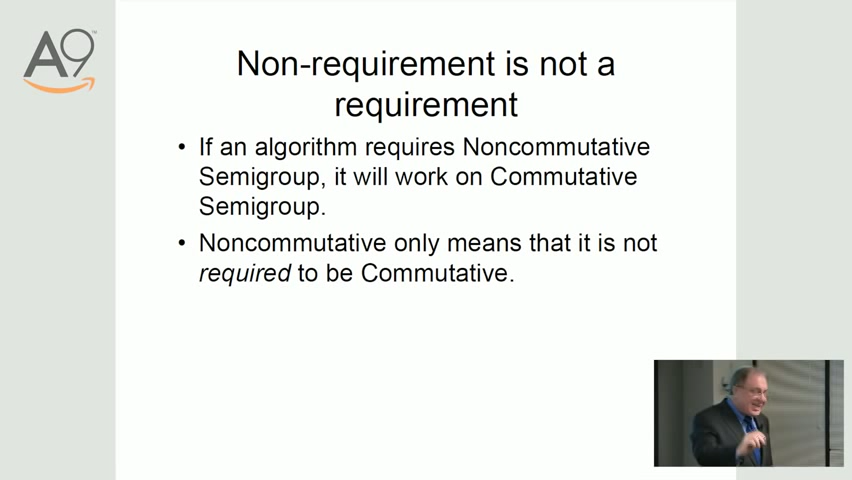 A9™
Non-requirement is not a
requirement
• If an algorithm requires Noncommutative
Semigroup, it will work on Commutative
Semigroup.
• Noncommutative only means that it is not
required to be Commutative.